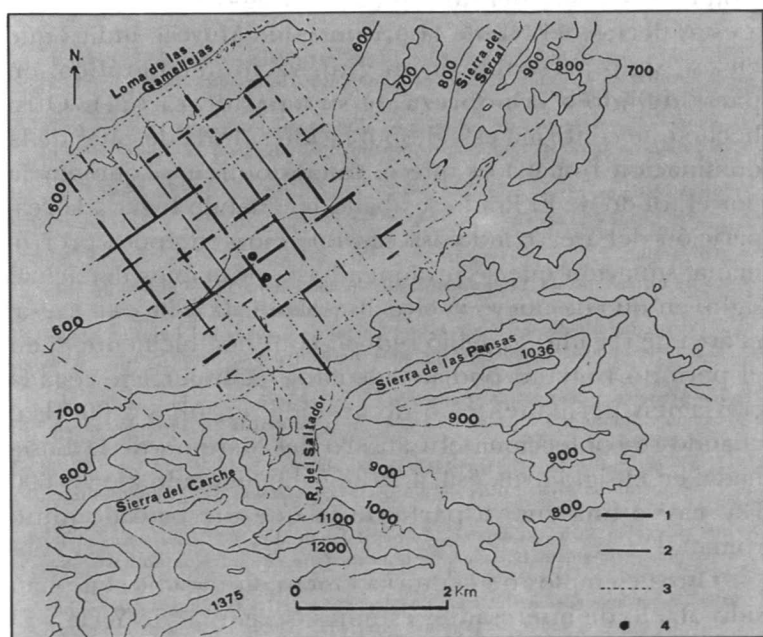 N.
Loma de las
Gamellejas
600
700
800
Sierra del
Serral
900
800
700
600
600
Sierra de las Pansas
1036
700
900
R. del Salvador
900
800
900
Sierra del Carche
1000
800
1100
1200
1375
0
2 Km
1
2
3
4